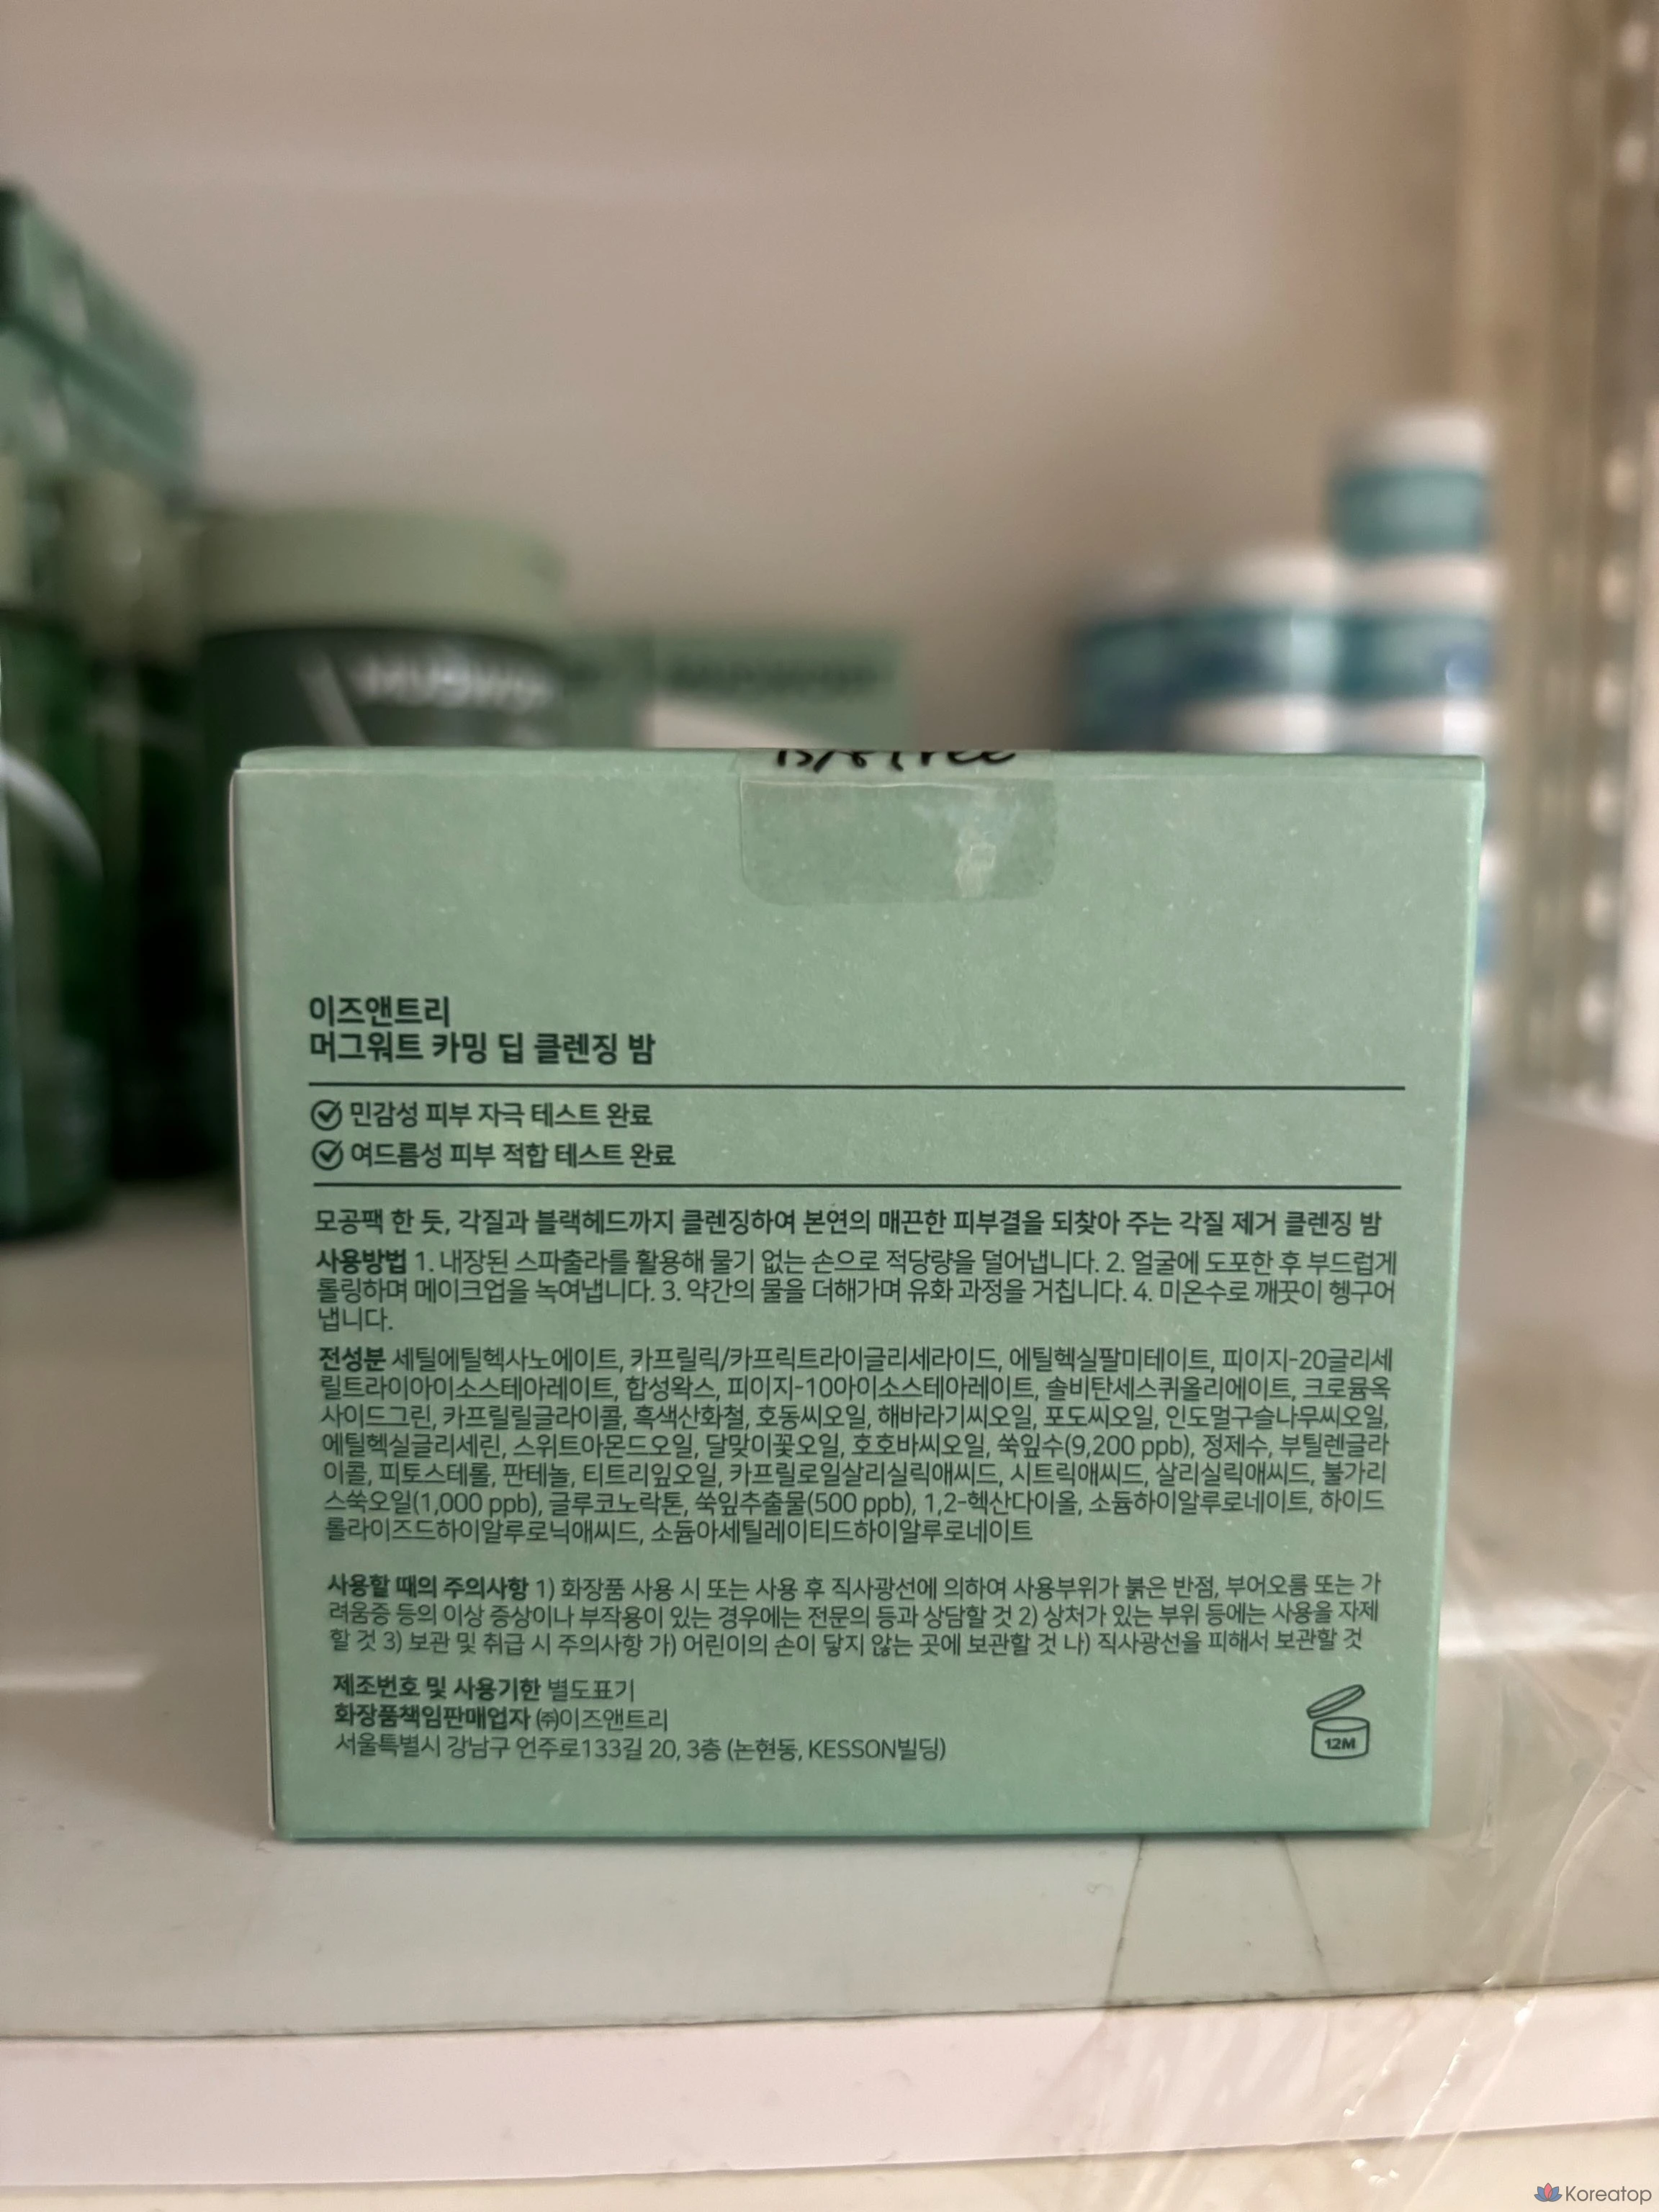 이즈앤트리
머그워트 카밍 딥 클렌징 밤
민감성 피부 자극 테스트 완료
여드름성 피부 적합 테스트 완료
모공팩 한 듯, 각질과 블랙헤드까지 클렌징하여 본연의 매끈한 피부결을 되찾아 주는 각질 제거 클렌징 밤
사용방법 1. 내장된 스파출라를 활용해 물기 없는 손으로 적당량을 덜어냅니다. 2. 얼굴에 도포한 후 부드럽게
롤링하며 메이크업을 녹여냅니다. 3. 약간의 물을 더해가며 유화 과정을 거칩니다. 4. 미온수로 깨끗이 헹구어
냅니다.
전성분 세틸에틸헥사노에이트, 카프릴릭/카프릭트라이글리세라이드, 에틸헥실팔미테이트, 피이지-20글리세
릴트라이아이소스테아레이트, 합성왁스, 피이지-10아이소스테아레이트, 솔비탄세스퀴올리에이트, 크로뮴옥
사이드그린, 카프릴릴글라이콜, 흑색산화철, 호동씨오일, 해바라기씨오일, 포도씨오일, 인도멀구슬나무씨오일,
에틸헥실글리세린, 스위트아몬드오일, 달맞이꽃오일, 호호바씨오일, 쑥잎수(9,200 ppb), 정제수, 부틸렌글라
이콜, 피토스테롤, 판테놀, 티트리잎오일, 카프릴로일살리실릭애씨드, 시트릭애씨드, 살리실릭애씨드, 불가리
스쑥오일(1,000 ppb), 글루코노락톤, 쑥잎추출물(500 ppb), 1,2-헥산다이올, 소듐하이알루로네이트, 하이드
롤라이즈드하이알루로닉애씨드, 소듐아세틸레이티드하이알루로네이트
사용할 때의 주의사항 1) 화장품 사용 시 또는 사용 후 직사광선에 의하여 사용부위가 붉은 반점, 부어오름 또는 가
려움증 등의 이상 증상이나 부작용이 있는 경우에는 전문의 등과 상담할 것 2) 상처가 있는 부위 등에는 사용을 자제
할 것 3) 보관 및 취급 시 주의사항 가) 어린이의 손이 닿지 않는 곳에 보관할 것 나) 직사광선을 피해서 보관할 것
제조번호 및 사용기한 별도표기
화장품책임판매업자 ㈜이즈앤트리
서울특별시 강남구 언주로133길 20, 3층 (논현동, KESSON빌딩)
12M
Koreatop